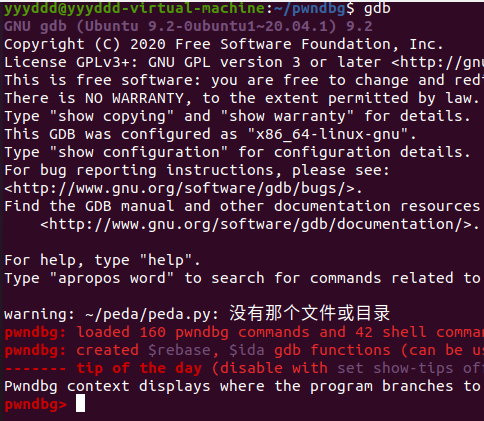 yyyddd@yyyddd-virtual-machine:~/pwndbg$ gdb
GNU gdb (Ubuntu 9.2-0ubuntu1~20.04.1) 9.2
Copyright (C) 2020 Free Software Foundation, Inc.
License GPLv3+: GNU GPL version 3 or later <http://gnu
This is free software: you are free to change and redi
There is NO WARRANTY, to the extent permitted by law.
Type "show copying" and "show warranty" for details.
This GDB was configured as "x86_64-linux-gnu".
Type "show configuration" for configuration details.
For bug reporting instructions, please see:
<http://www.gnu.org/software/gdb/bugs/>.
Find the GDB manual and other documentation resources
<http://www.gnu.org/software/gdb/documentation/>.
For help, type "help".
Type "apropos word" to search for commands related to
warning: ~/peda/peda.py: 没有那个文件或目录
pwndbg: loaded 160 pwndbg commands and 42 shell comman
pwndbg: created $rebase, $ida gdb functions (can be us
------- tip of the day (disable with set show-tips off
Pwndbg context displays where the program branches to
pwndbg>